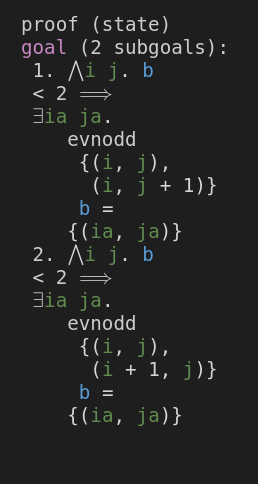 proof (state)
goal (2 subgoals):
1. ⋀i j. b
< 2 ⟹
∃ia ja.
evnodd
{(i, j),
(i, j + 1)}
b =
{(ia, ja)}
2. ⋀i j. b
< 2 ⟹
∃ia ja.
evnodd
{(i, j),
(i + 1, j)}
b =
{(ia, ja)}